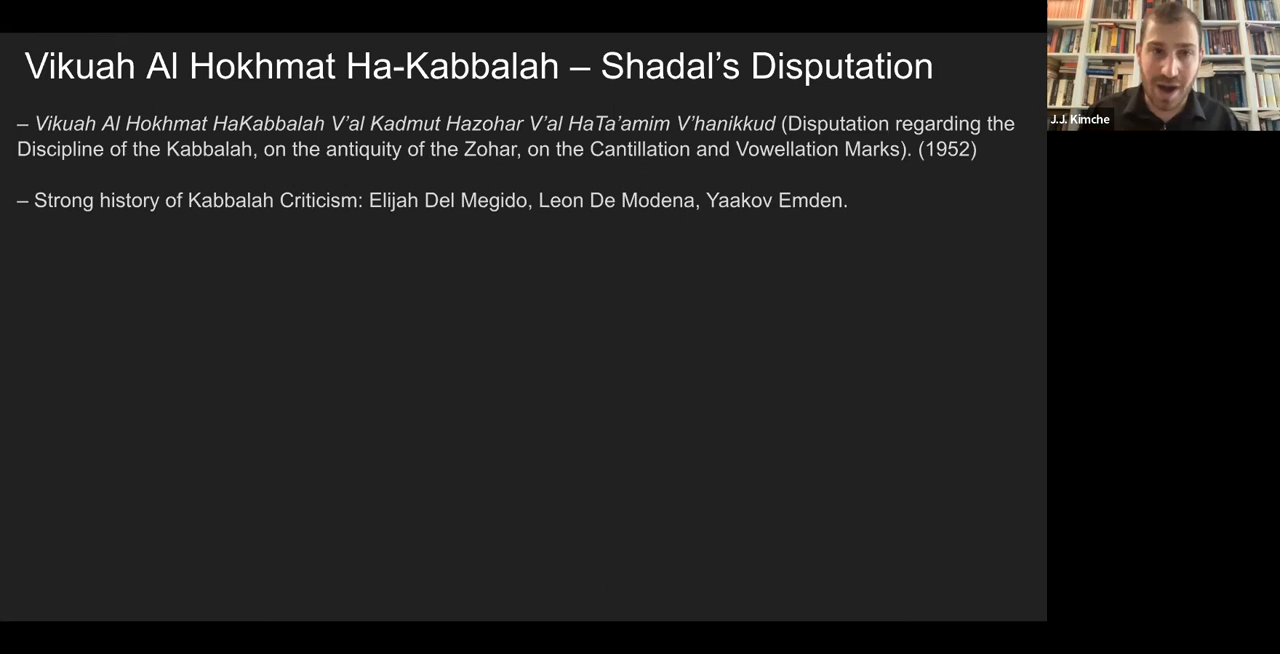 Vikuah Al Hokhmat Ha-Kabbalah – Shadal's Disputation
– Vikuah Al Hokhmat HaKabbalah V'al Kadmut Hazohar V'al HaTa'amim V'hanikkud (Disputation regarding the
Discipline of the Kabbalah, on the antiquity of the Zohar, on the Cantillation and Vowellation Marks). (1952)
– Strong history of Kabbalah Criticism: Elijah Del Megido, Leon De Modena, Yaakov Emden.
J.J. Kimche